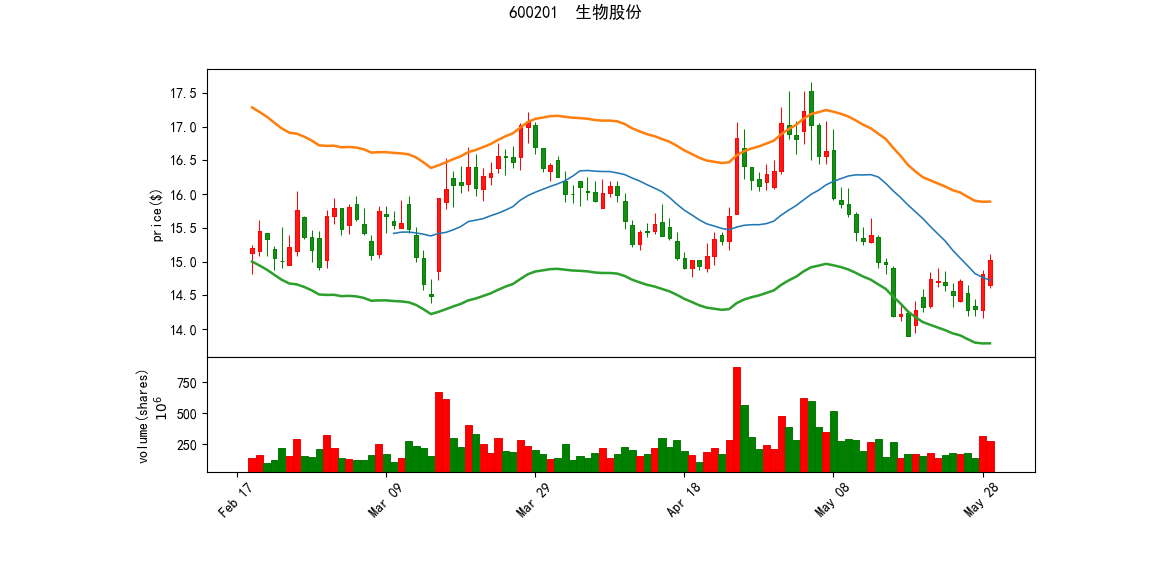 600201 生物股份
price($)
17.5
17.0
16.5
16.0
15.5
15.0
14.5
14.0
volume(shares)
10^6
750
500
250
Feb 17
Mar 09
Mar 29
Apr 18
May 08
May 28